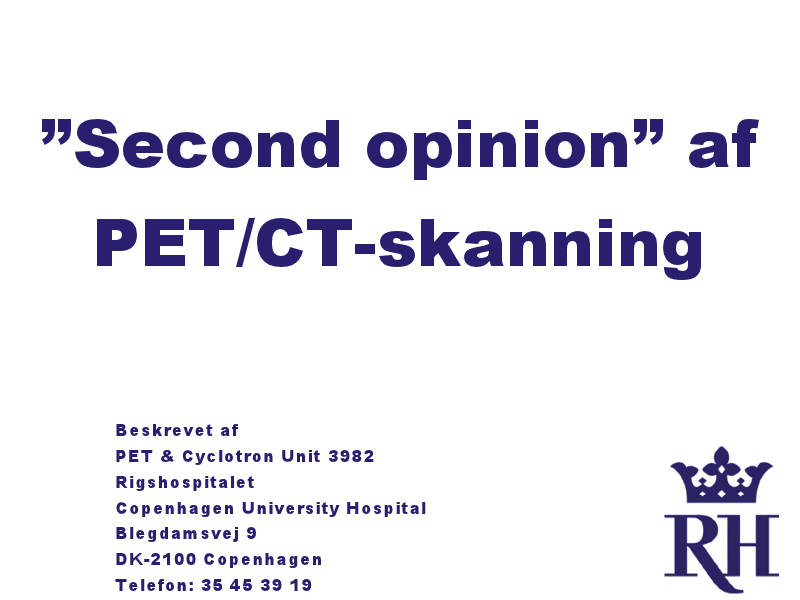 ”Second opinion” af
PET/CT-skanning
Beskrevet af
PET & Cyclotron Unit 3982
Rigshospitalet
Copenhagen University Hospital
Blegdamsvej 9
DK-2100 Copenhagen
Telefon: 35 45 39 19
RH